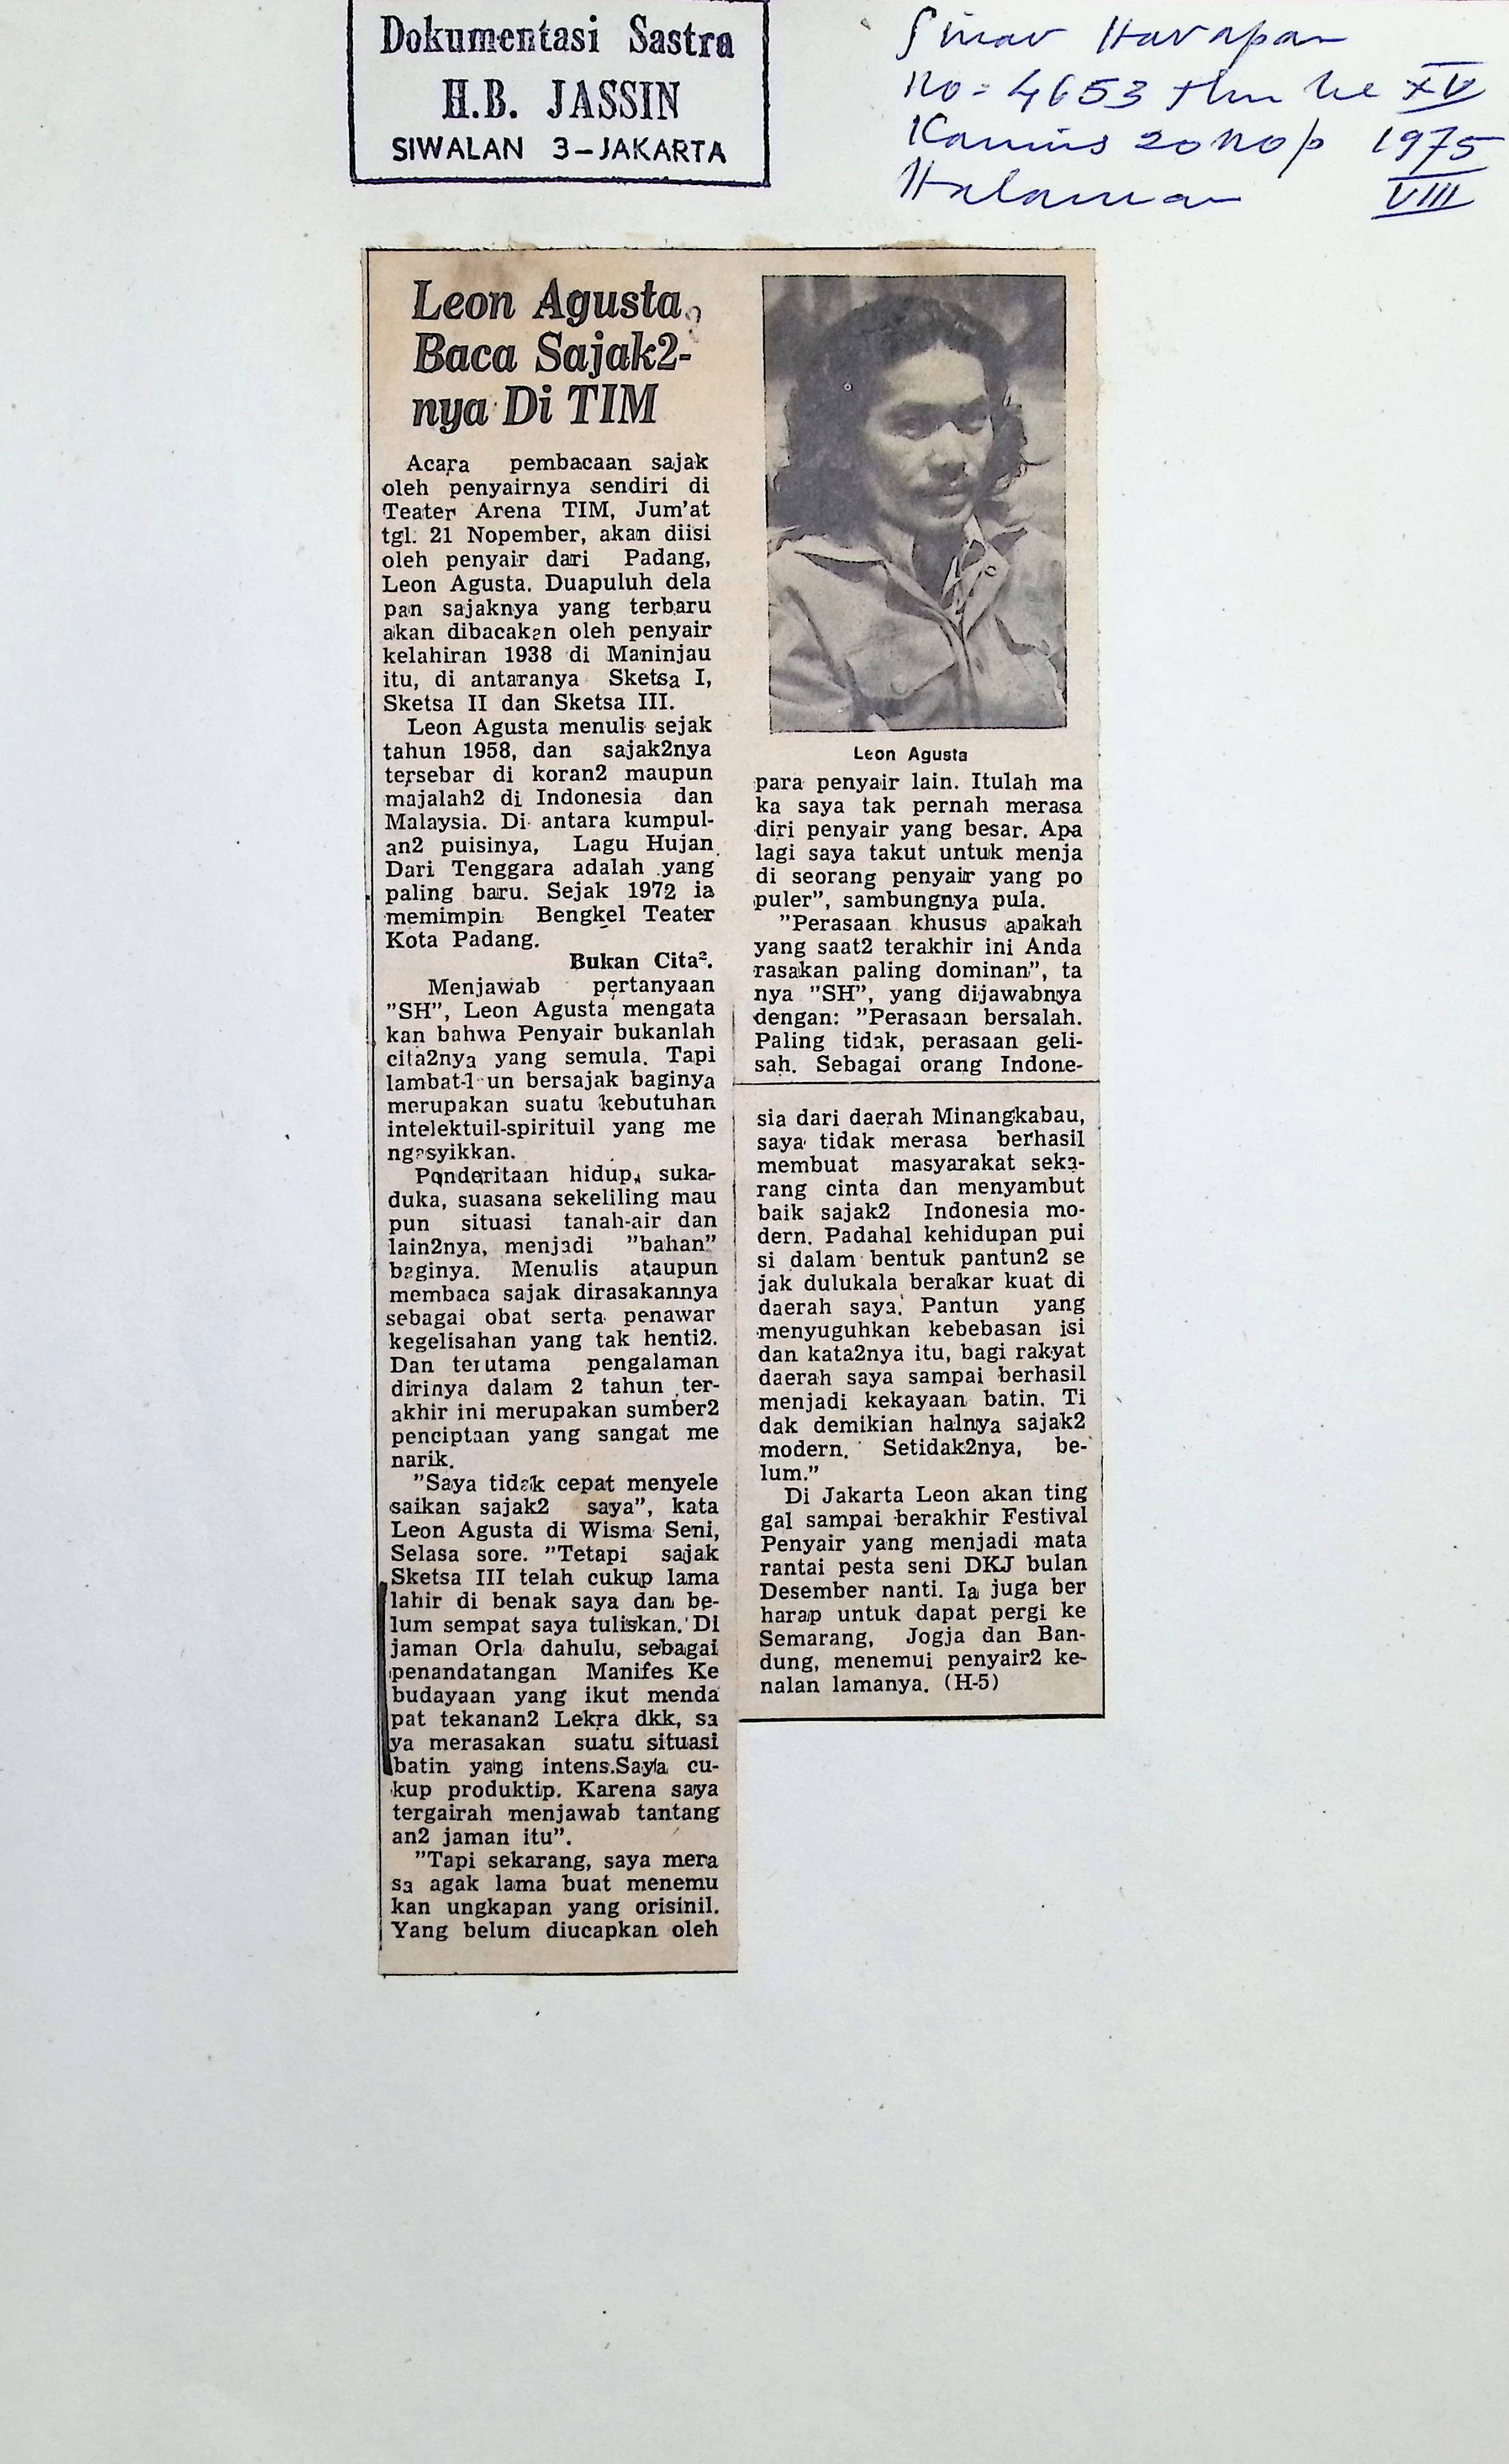 Dokumentasi Sastra
H.B. JASSIN
SIWALAN 3-JAKARTA
Sinar Harapan
No: 4653 thn ke XV
Kamis 20 Nop 1975
Halaman VIII
Leon Agusta,
Baca Sajak2-
nya Di TIM
Acara pembacaan sajak
oleh penyairnya sendiri di
Teater Arena TIM, Jum'at
tgl. 21 Nopember, akan diisi
oleh penyair dari Padang,
Leon Agusta. Duapuluh dela
pan sajaknya yang terbaru
akan dibacakan oleh penyair
kelahiran 1938 di Maninjau
itu, di antaranya Sketsa I,
Sketsa II dan Sketsa III.
Leon Agusta menulis sejak
tahun 1958, dan sajak2nya
tersebar di koran2 maupun
majalah2 di Indonesia dan
Malaysia. Di antara kumpul-
an2 puisinya, Lagu Hujan
Dari Tenggara adalah yang
paling baru. Sejak 1972 ia
memimpin Bengkel Teater
Kota Padang.
Bukan Cita².
Menjawab pertanyaan
"SH", Leon Agusta mengata
kan bahwa Penyair bukanlah
cita2nya yang semula. Tapi
lambat-l un bersajak baginya
merupakan suatu kebutuhan
intelektuil-spirituil yang me
ngasyikkan.
Penderitaan hidup, suka-
duka, suasana sekeliling mau
pun situasi tanah-air dan
lain2nya, menjadi "bahan"
baginya. Menulis ataupun
membaca sajak dirasakannya
sebagai obat serta penawar
kegelisahan yang tak henti2.
Dan terutama pengalaman
dirinya dalam 2 tahun ter-
akhir ini merupakan sumber2
penciptaan yang sangat me
narik.
"Saya tidak cepat menyele
saikan sajak2 saya", kata
Leon Agusta di Wisma Seni,
Selasa sore. "Tetapi sajak
Sketsa III telah cukup lama
lahir di benak saya dan be-
lum sempat saya tuliskan. Di
jaman Orla dahulu, sebagai
penandatangan Manifes Ke
budayaan yang ikut menda
pat tekanan2 Lekra dkk, sa
ya merasakan suatu situasi
batin yang intens.Saya cu-
kup produktip. Karena saya
tergairah menjawab tantang
an2 jaman itu".
"Tapi sekarang, saya mera
sa agak lama buat menemu
kan ungkapan yang orisinil.
Yang belum diucapkan oleh
Leon Agusta
para penyair lain. Itulah ma
ka saya tak pernah merasa
diri penyair yang besar. Apa
lagi saya takut untuk menja
di seorang penyair yang po
puler", sambungnya pula.
"Perasaan khusus apakah
yang saat2 terakhir ini Anda
rasakan paling dominan", ta
nya "SH", yang dijawabnya
dengan: "Perasaan bersalah.
Paling tidak, perasaan geli-
sah. Sebagai orang Indone-
sia dari daerah Minangkabau,
saya tidak merasa berhasil
membuat masyarakat seka-
rang cinta dan menyambut
baik sajak2 Indonesia mo-
dern. Padahal kehidupan pui
si dalam bentuk pantun2 se
jak dulukala berakar kuat di
daerah saya. Pantun yang
menyuguhkan kebebasan isi
dan kata2nya itu, bagi rakyat
daerah saya sampai berhasil
menjadi kekayaan batin. Ti
dak demikian halnya sajak2
modern. Setidak2nya, be-
lum."
Di Jakarta Leon akan ting
gal sampai berakhir Festival
Penyair yang menjadi mata
rantai pesta seni DKJ bulan
Desember nanti. Ia juga ber
harap untuk dapat pergi ke
Semarang, Jogja dan Ban-
dung, menemui penyair2 ke-
nalan lamanya. (H-5)